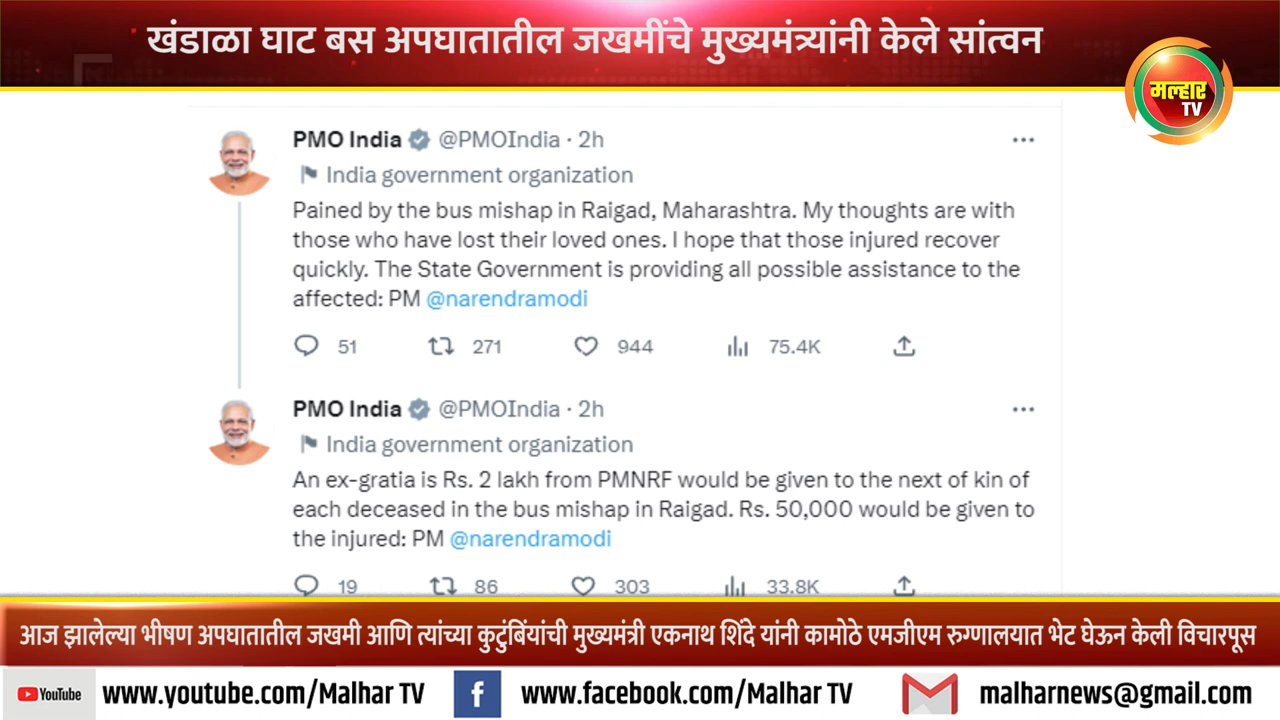 खंडाळा घाट बस अपघातातील जखमींचे मुख्यमंत्र्यांनी केले सांत्वन
मल्हार
TV
PMO India @PMOIndia · 2h
India government organization
Pained by the bus mishap in Raigad, Maharashtra. My thoughts are with
those who have lost their loved ones. I hope that those injured recover
quickly. The State Government is providing all possible assistance to the
affected: PM @narendramodi
51 271 944 75.4K
PMO India @PMOIndia · 2h
India government organization
An ex-gratia is Rs. 2 lakh from PMNRF would be given to the next of kin of
each deceased in the bus mishap in Raigad. Rs. 50,000 would be given to
the injured: PM @narendramodi
19 86 303 33.8K
आज झालेल्या भीषण अपघातातील जखमी आणि त्यांच्या कुटुंबियांची मुख्यमंत्री एकनाथ शिंदे यांनी कामोठे एमजीएम रुग्णालयात भेट घेऊन केली विचारपूस
YouTube www.youtube.com/Malhar TV f www.facebook.com/Malhar TV malharnews@gmail.com